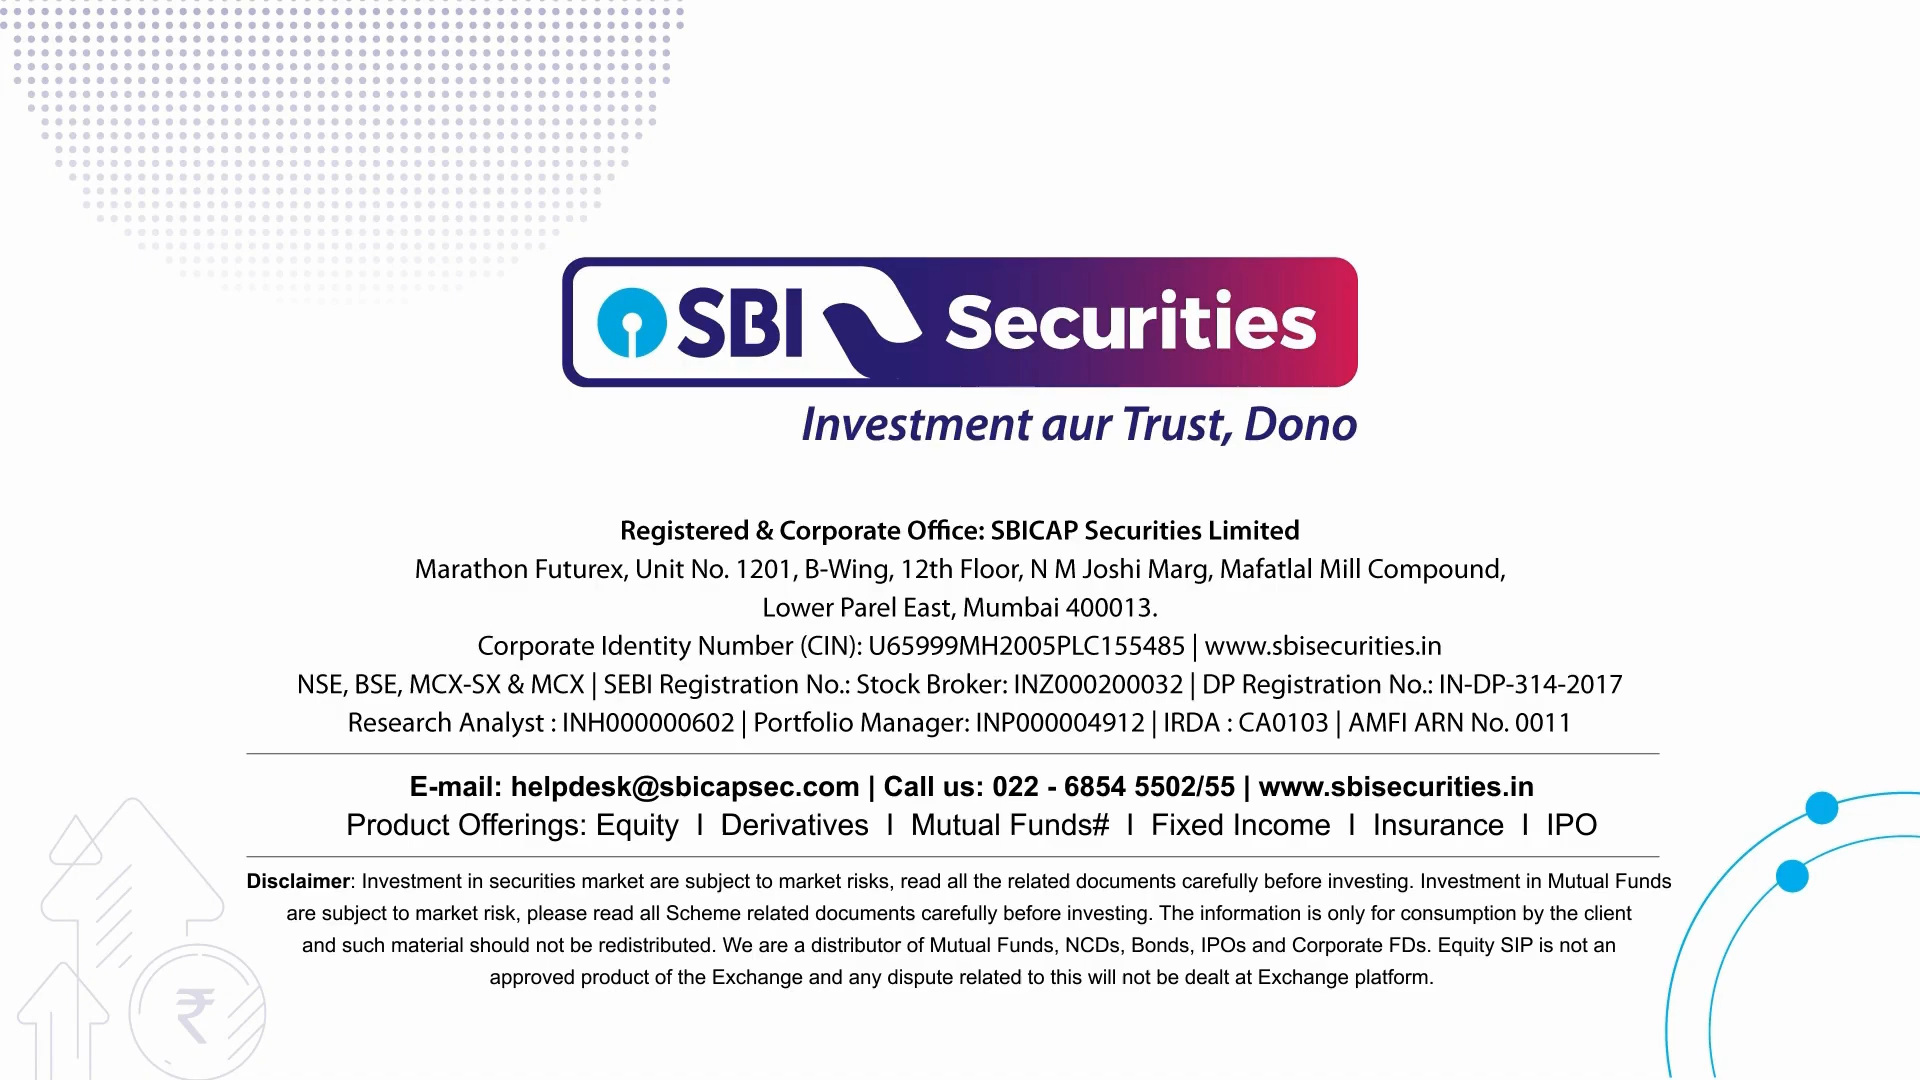 SBI Securities
Investment aur Trust, Dono
Registered & Corporate Office: SBICAP Securities Limited
Marathon Futurex, Unit No. 1201, B-Wing, 12th Floor, N M Joshi Marg, Mafatlal Mill Compound,
Lower Parel East, Mumbai 400013.
Corporate Identity Number (CIN): U65999MH2005PLC155485 | www.sbisecurities.in
NSE, BSE, MCX-SX & MCX | SEBI Registration No.: Stock Broker: INZ000200032 | DP Registration No.: IN-DP-314-2017
Research Analyst : INH000000602 | Portfolio Manager: INP000004912 | IRDA : CA0103 | AMFI ARN No. 0011
E-mail: helpdesk@sbicapsec.com | Call us: 022 - 6854 5502/55 | www.sbisecurities.in
Product Offerings: Equity I Derivatives I Mutual Funds# I Fixed Income I Insurance I IPO
Disclaimer: Investment in securities market are subject to market risks, read all the related documents carefully before investing. Investment in Mutual Funds
are subject to market risk, please read all Scheme related documents carefully before investing. The information is only for consumption by the client
and such material should not be redistributed. We are a distributor of Mutual Funds, NCDs, Bonds, IPOs and Corporate FDs. Equity SIP is not an
approved product of the Exchange and any dispute related to this will not be dealt at Exchange platform.
₹